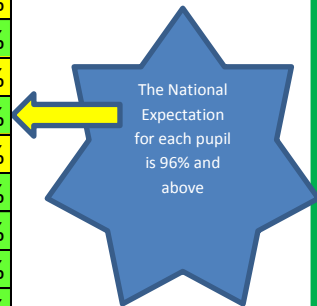 The National
Expectation
for each pupil
is 96% and
above